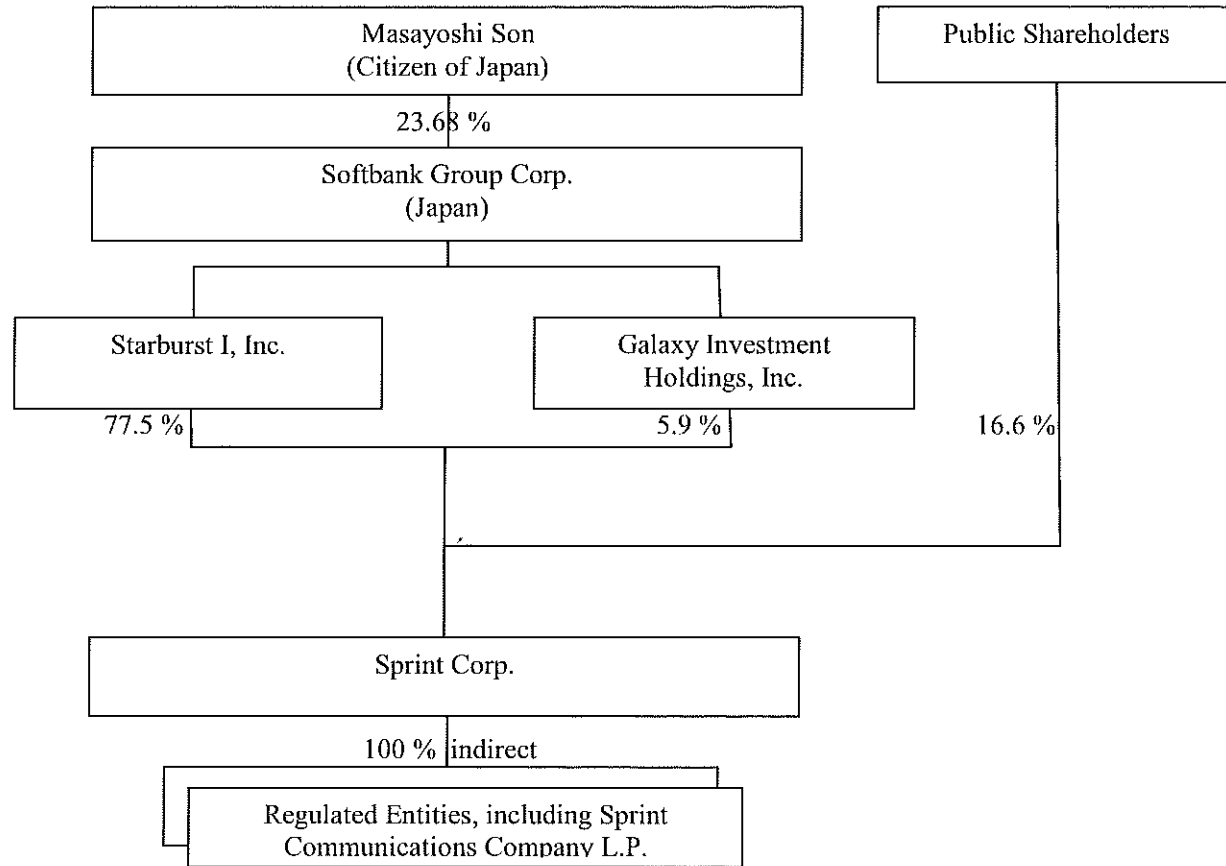 Masayoshi Son
(Citizen of Japan)
Public Shareholders
23.68 %
Softbank Group Corp.
(Japan)
Starburst I, Inc.
Galaxy Investment
Holdings, Inc.
77.5 %
5.9 %
16.6 %
Sprint Corp.
100 % indirect
Regulated Entities, including Sprint
Communications Company L.P.